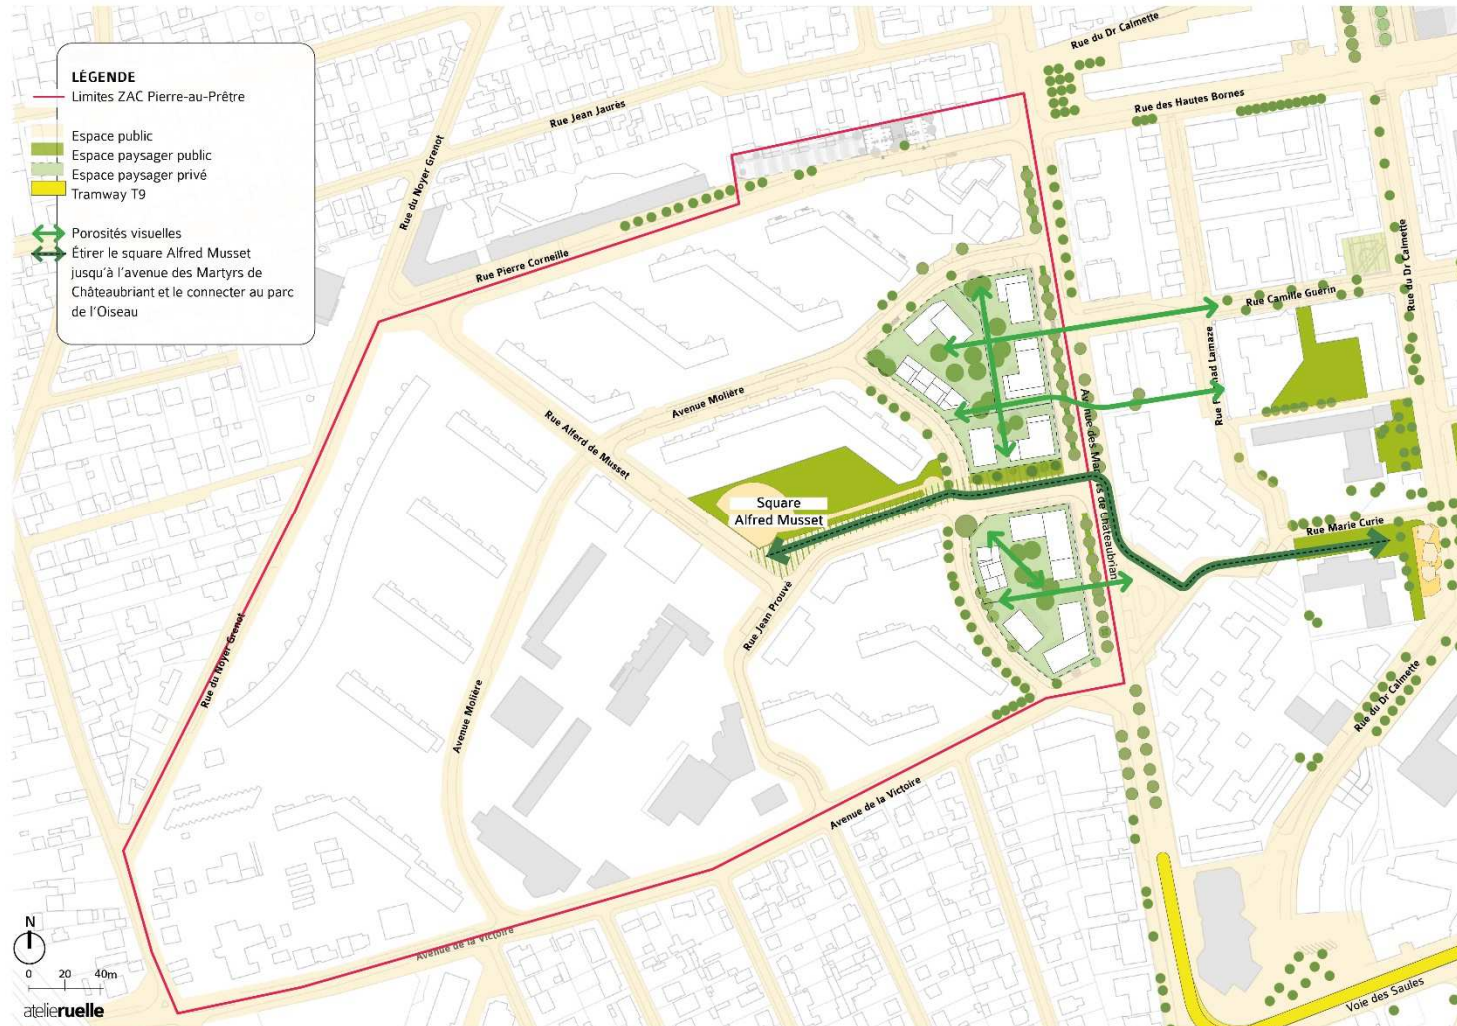 LÉGENDE
Limites ZAC Pierre-au-Prêtre
Espace public
Espace paysager public
Espace paysager privé
Tramway T9
Porosités visuelles
Étirer le square Alfred Musset
jusqu'à l'avenue des Martyrs de
Châteaubriant et le connecter au parc
de l'Oiseau
Rue du Dr Calmette
Rue des Hautes Bornes
Rue Jean Jaurès
Rue du Noyer Grenot
Rue Pierre Corneille
Rue Camille Guérin
Rue du Dr Calmette
Rue Lamaze
Avenue Molière
Rue Alferd de Musset
Avenue des Martyrs de Châteaubrian
Square
Alfred Musset
Rue Marie Curie
Rue Jean Prouvé
Rue du Noyer Grenot
Avenue Molière
Rue du Dr Calmette
Avenue de la Victoire
Avenue de la Victoire
N
0 20 40m
atelieruelle
Voie des Saules